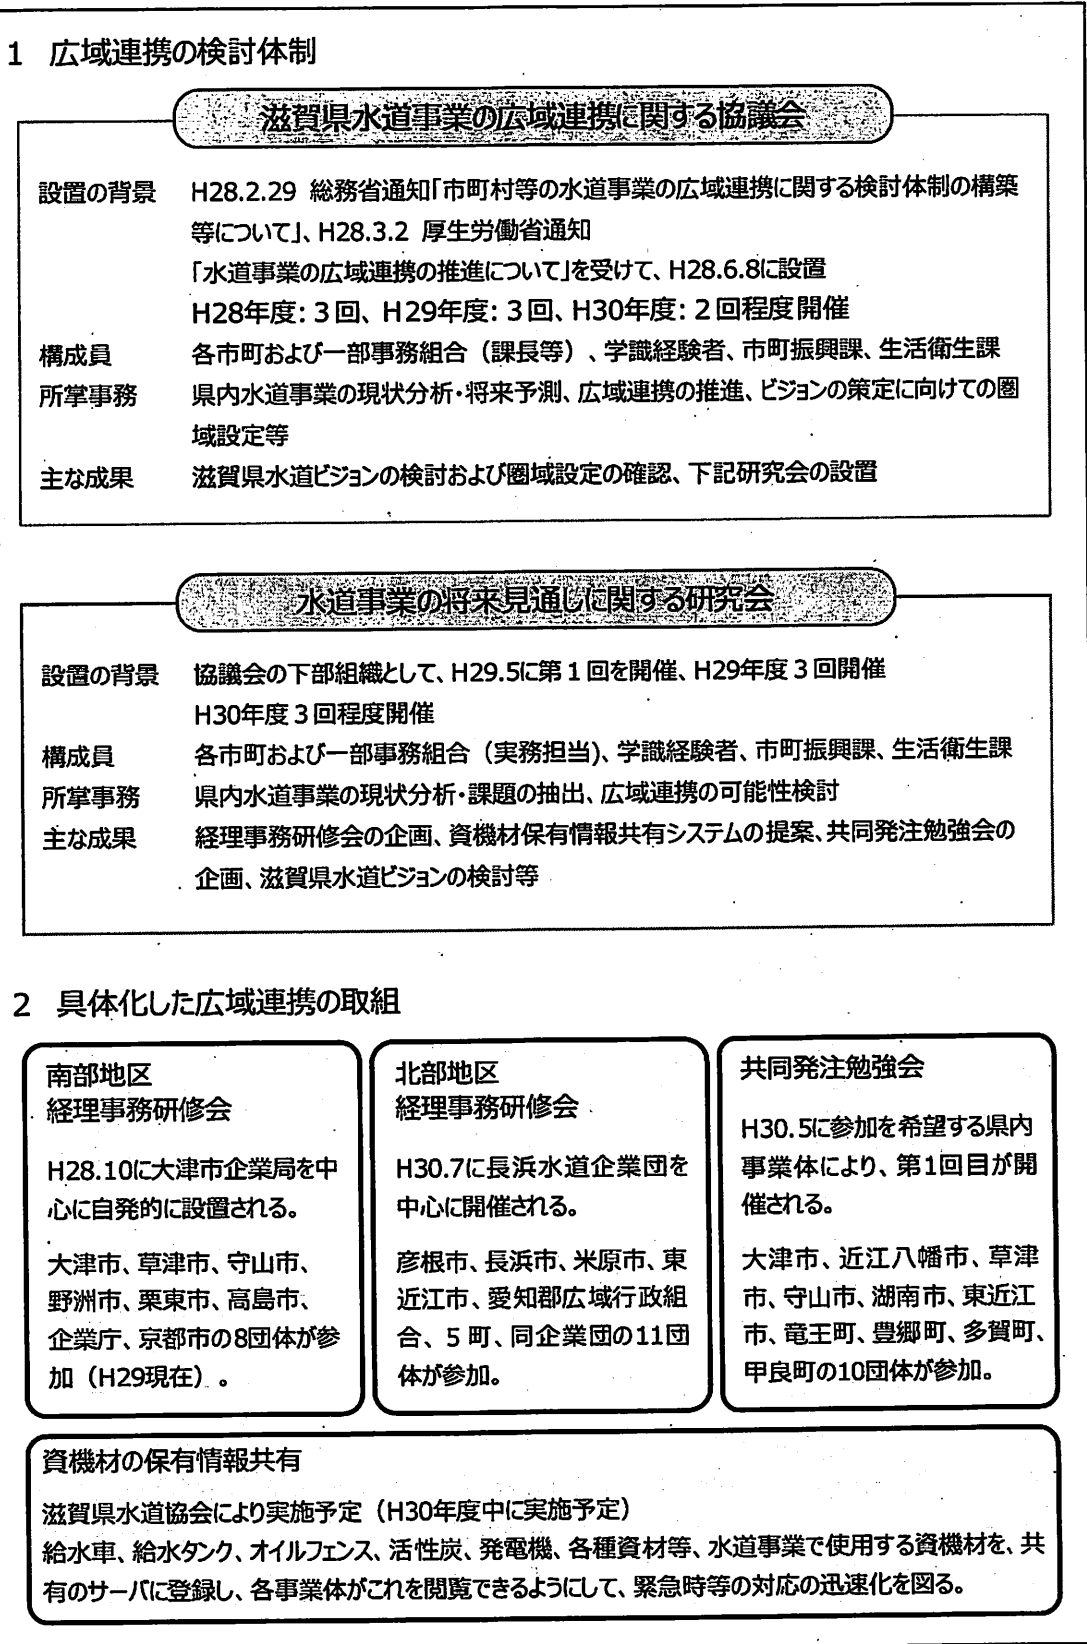 1 広域連携の検討体制
滋賀県水道事業の広域連携に関する協議会
設置の背景 H28.2.29 総務省通知「市町村等の水道事業の広域連携に関する検討体制の構築
等について」、H28.3.2 厚生労働省通知
「水道事業の広域連携の推進について」を受けて、H28.6.8に設置
H28年度：3回、H29年度：3回、H30年度：2回程度開催
構成員 各市町および一部事務組合（課長等）、学識経験者、市町振興課、生活衛生課
所掌事務 県内水道事業の現状分析・将来予測、広域連携の推進、ビジョンの策定に向けての圏
域設定等
主な成果 滋賀県水道ビジョンの検討および圏域設定の確認、下記研究会の設置
水道事業の将来見通しに関する研究会
設置の背景 協議会の下部組織として、H29.5に第1回を開催、H29年度3回開催
H30年度3回程度開催
構成員 各市町および一部事務組合（実務担当)、学識経験者、市町振興課、生活衛生課
所掌事務 県内水道事業の現状分析・課題の抽出、広域連携の可能性検討
主な成果 経理事務研修会の企画、資機材保有情報共有システムの提案、共同発注勉強会の
企画、滋賀県水道ビジョンの検討等
2 具体化した広域連携の取組
南部地区
経理事務研修会
H28.10に大津市企業局を中
心に自発的に設置される。
大津市、草津市、守山市、
野洲市、栗東市、高島市、
企業庁、京都市の8団体が参
加（H29現在）。
北部地区
経理事務研修会
H30.7に長浜水道企業団を
中心に開催される。
彦根市、長浜市、米原市、東
近江市、愛知郡広域行政組
合、5町、同企業団の11団
体が参加。
共同発注勉強会
H30.5に参加を希望する県内
事業体により、第1回目が開
催される。
大津市、近江八幡市、草津
市、守山市、湖南市、東近江
市、竜王町、豊郷町、多賀町、
甲良町の10団体が参加。
資機材の保有情報共有
滋賀県水道協会により実施予定（H30年度中に実施予定）
給水車、給水タンク、オイルフェンス、活性炭、発電機、各種資材等、水道事業で使用する資機材を、共
有のサーバに登録し、各事業体がこれを閲覧できるようにして、緊急時等の対応の迅速化を図る。